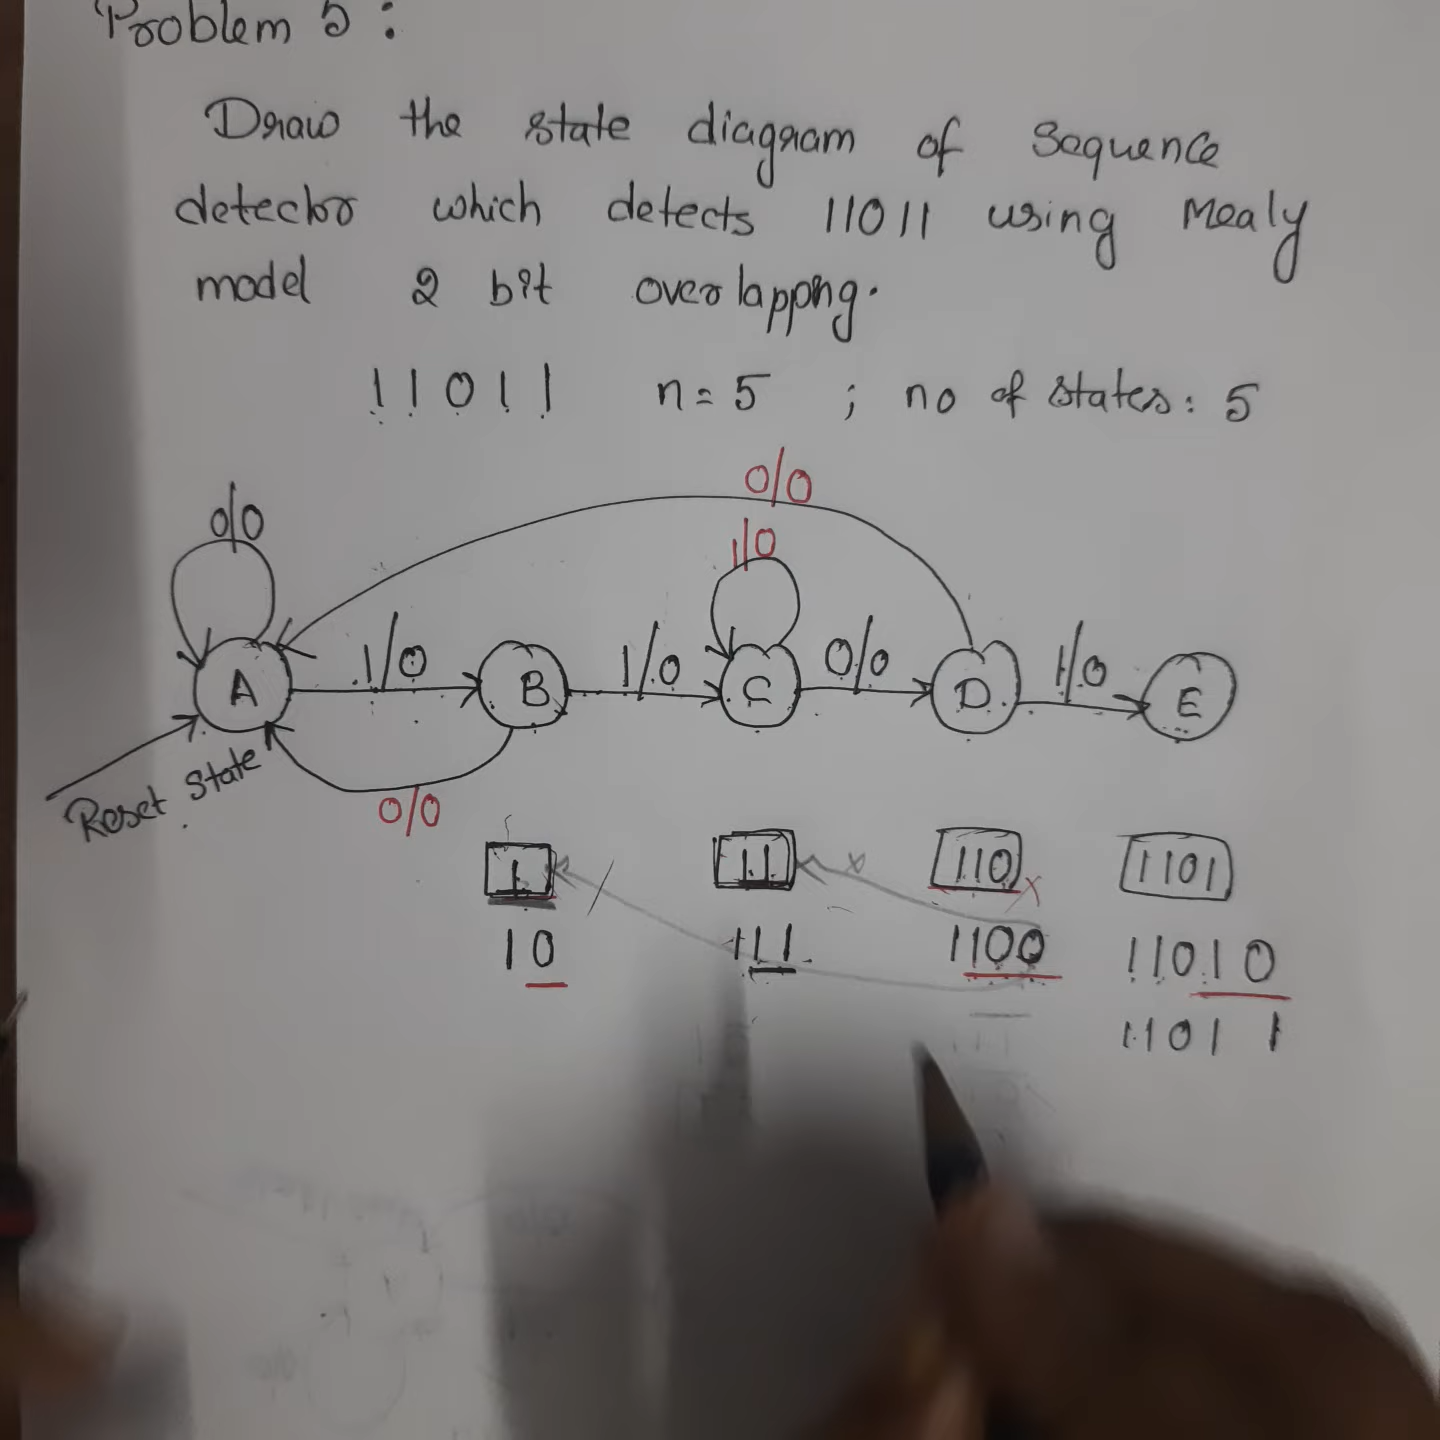 Problem 5 :
Draw the state diagram of Sequence
detector which detects 11011 using Mealy
model 2 bit overlapping.
11011 n = 5 ; no of states: 5
0/0
1/0
0/0
1/0 1/0 0/0 1/0
A B C D E
Reset State
0/0
1 11 110 x 1101
x
10 111 1100 11010
11011